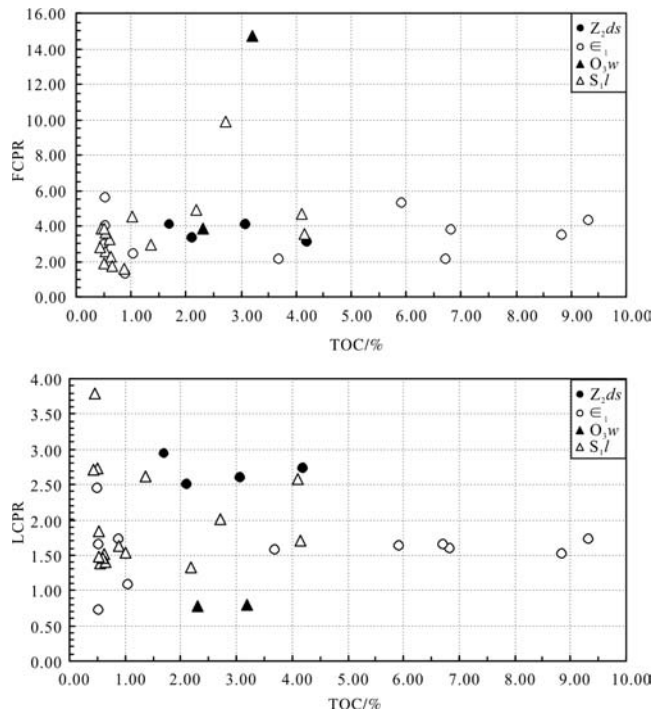 16.00
14.00
12.00
10.00
8.00
6.00
4.00
2.00
0.00
FCPR
0.00 1.00 2.00 3.00 4.00 5.00 6.00 7.00 8.00 9.00 10.00
TOC/%
Z₂ds
∈₁
O₃w
S₁l
4.00
3.50
3.00
2.50
2.00
1.50
1.00
0.50
0.00
LCPR
0.00 1.00 2.00 3.00 4.00 5.00 6.00 7.00 8.00 9.00 10.00
TOC/%
Z₂ds
∈₁
O₃w
S₁l